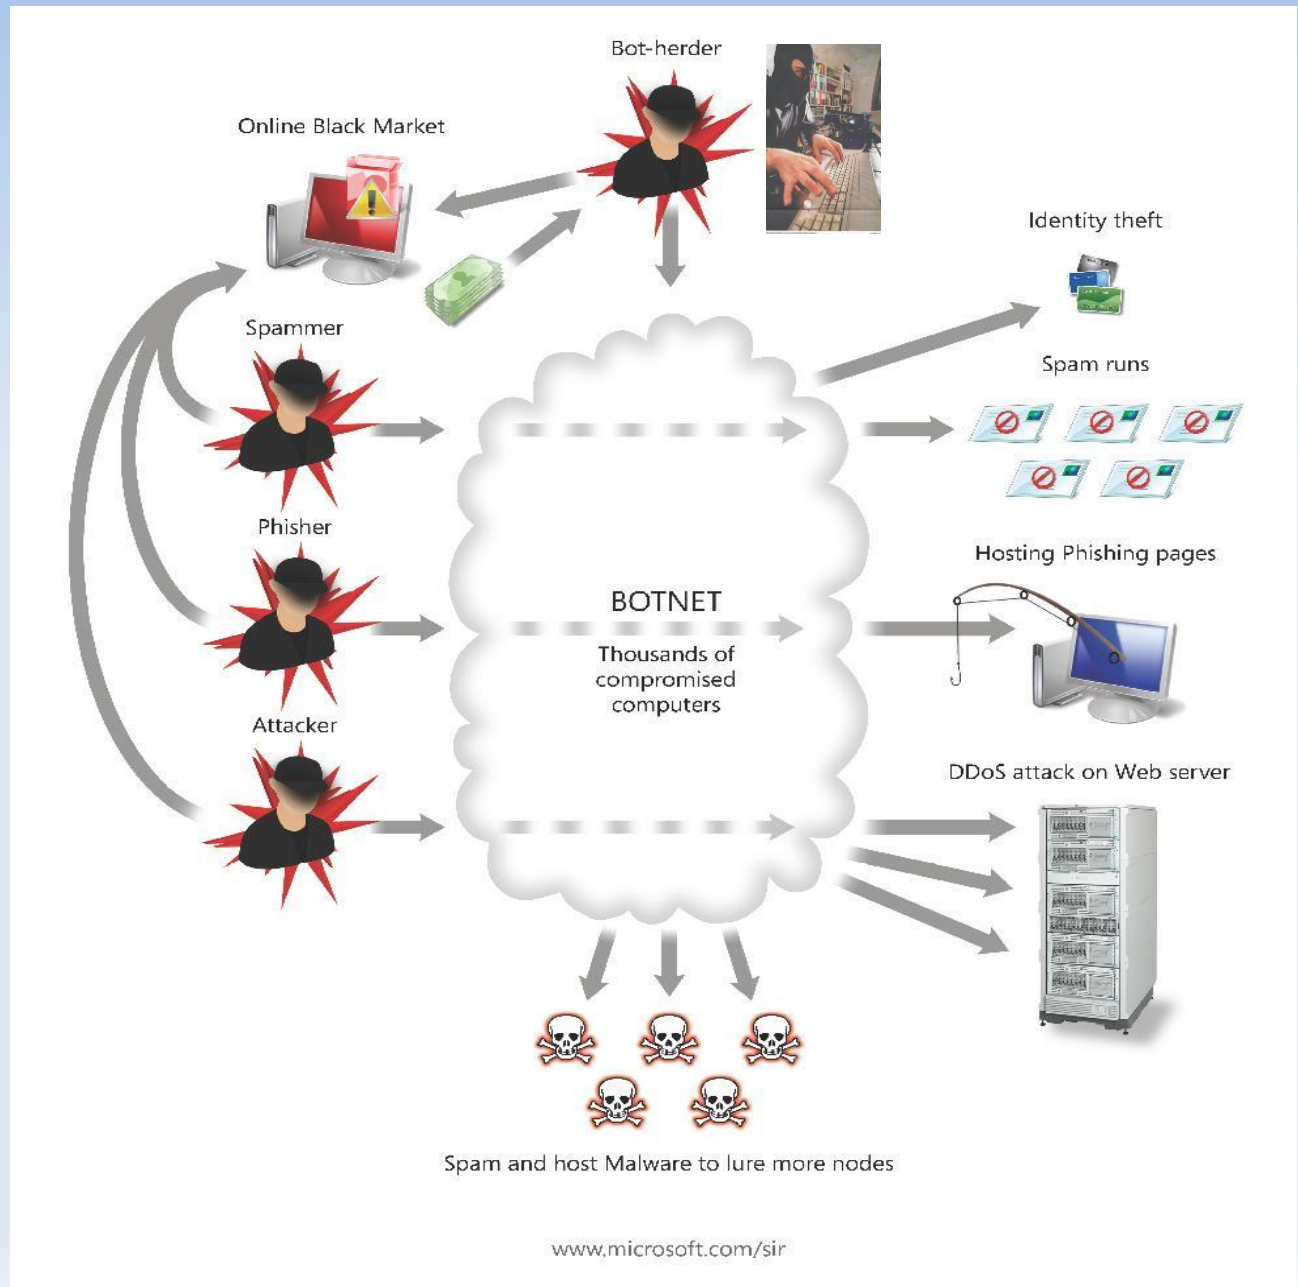 Bot-herder
Online Black Market
Identity theft
Spammer
Spam runs
Phisher
Hosting Phishing pages
BOTNET
Thousands of
compromised
computers
Attacker
DDoS attack on Web server
Spam and host Malware to lure more nodes
www.microsoft.com/sir